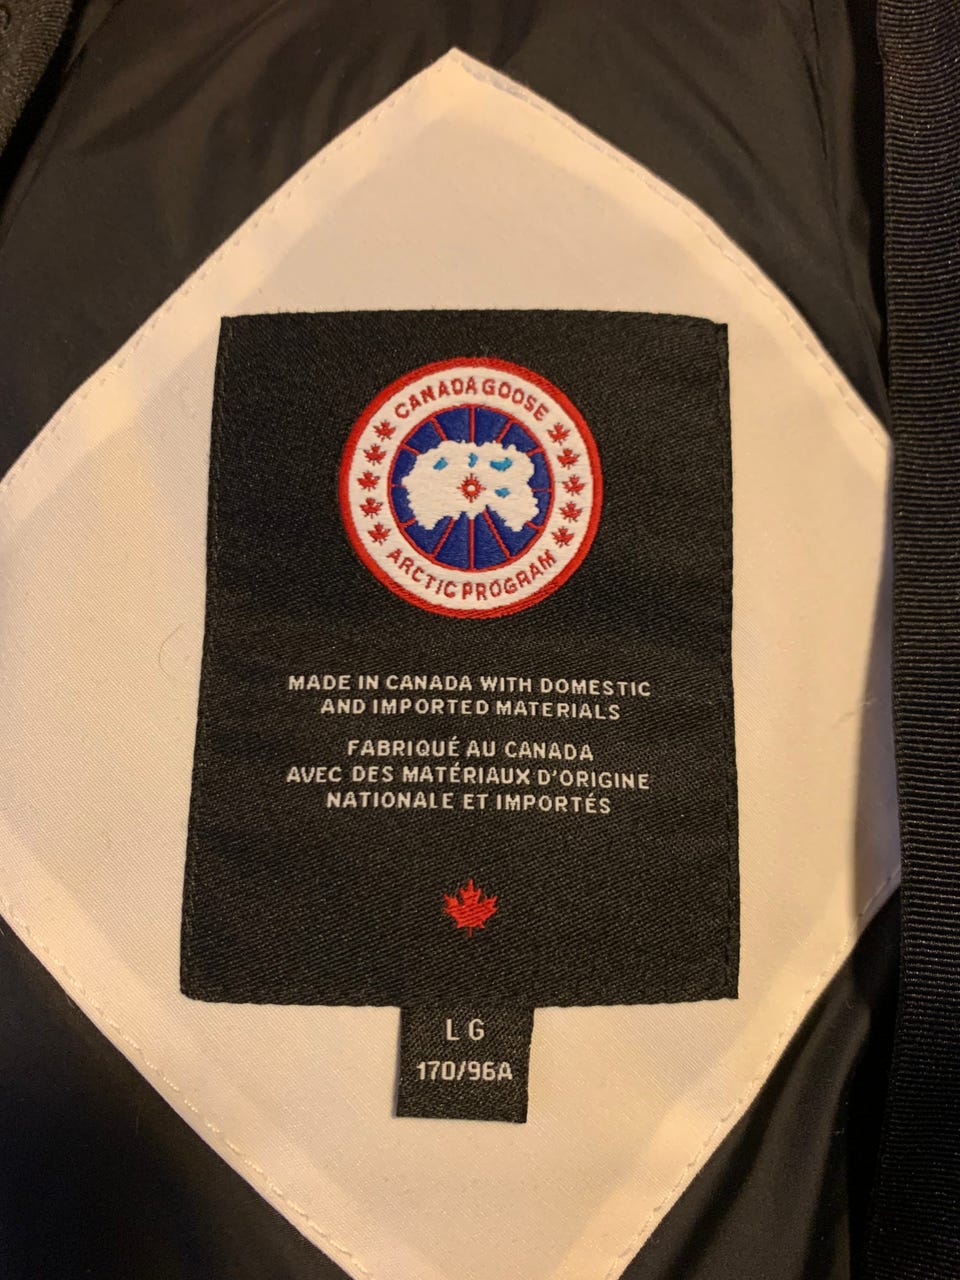 CANADA GOOSE
ARCTIC PROGRAM
MADE IN CANADA WITH DOMESTIC
AND IMPORTED MATERIALS
FABRIQUÉ AU CANADA
AVEC DES MATÉRIAUX D'ORIGINE
NATIONALE ET IMPORTÉS
LG
170/96A